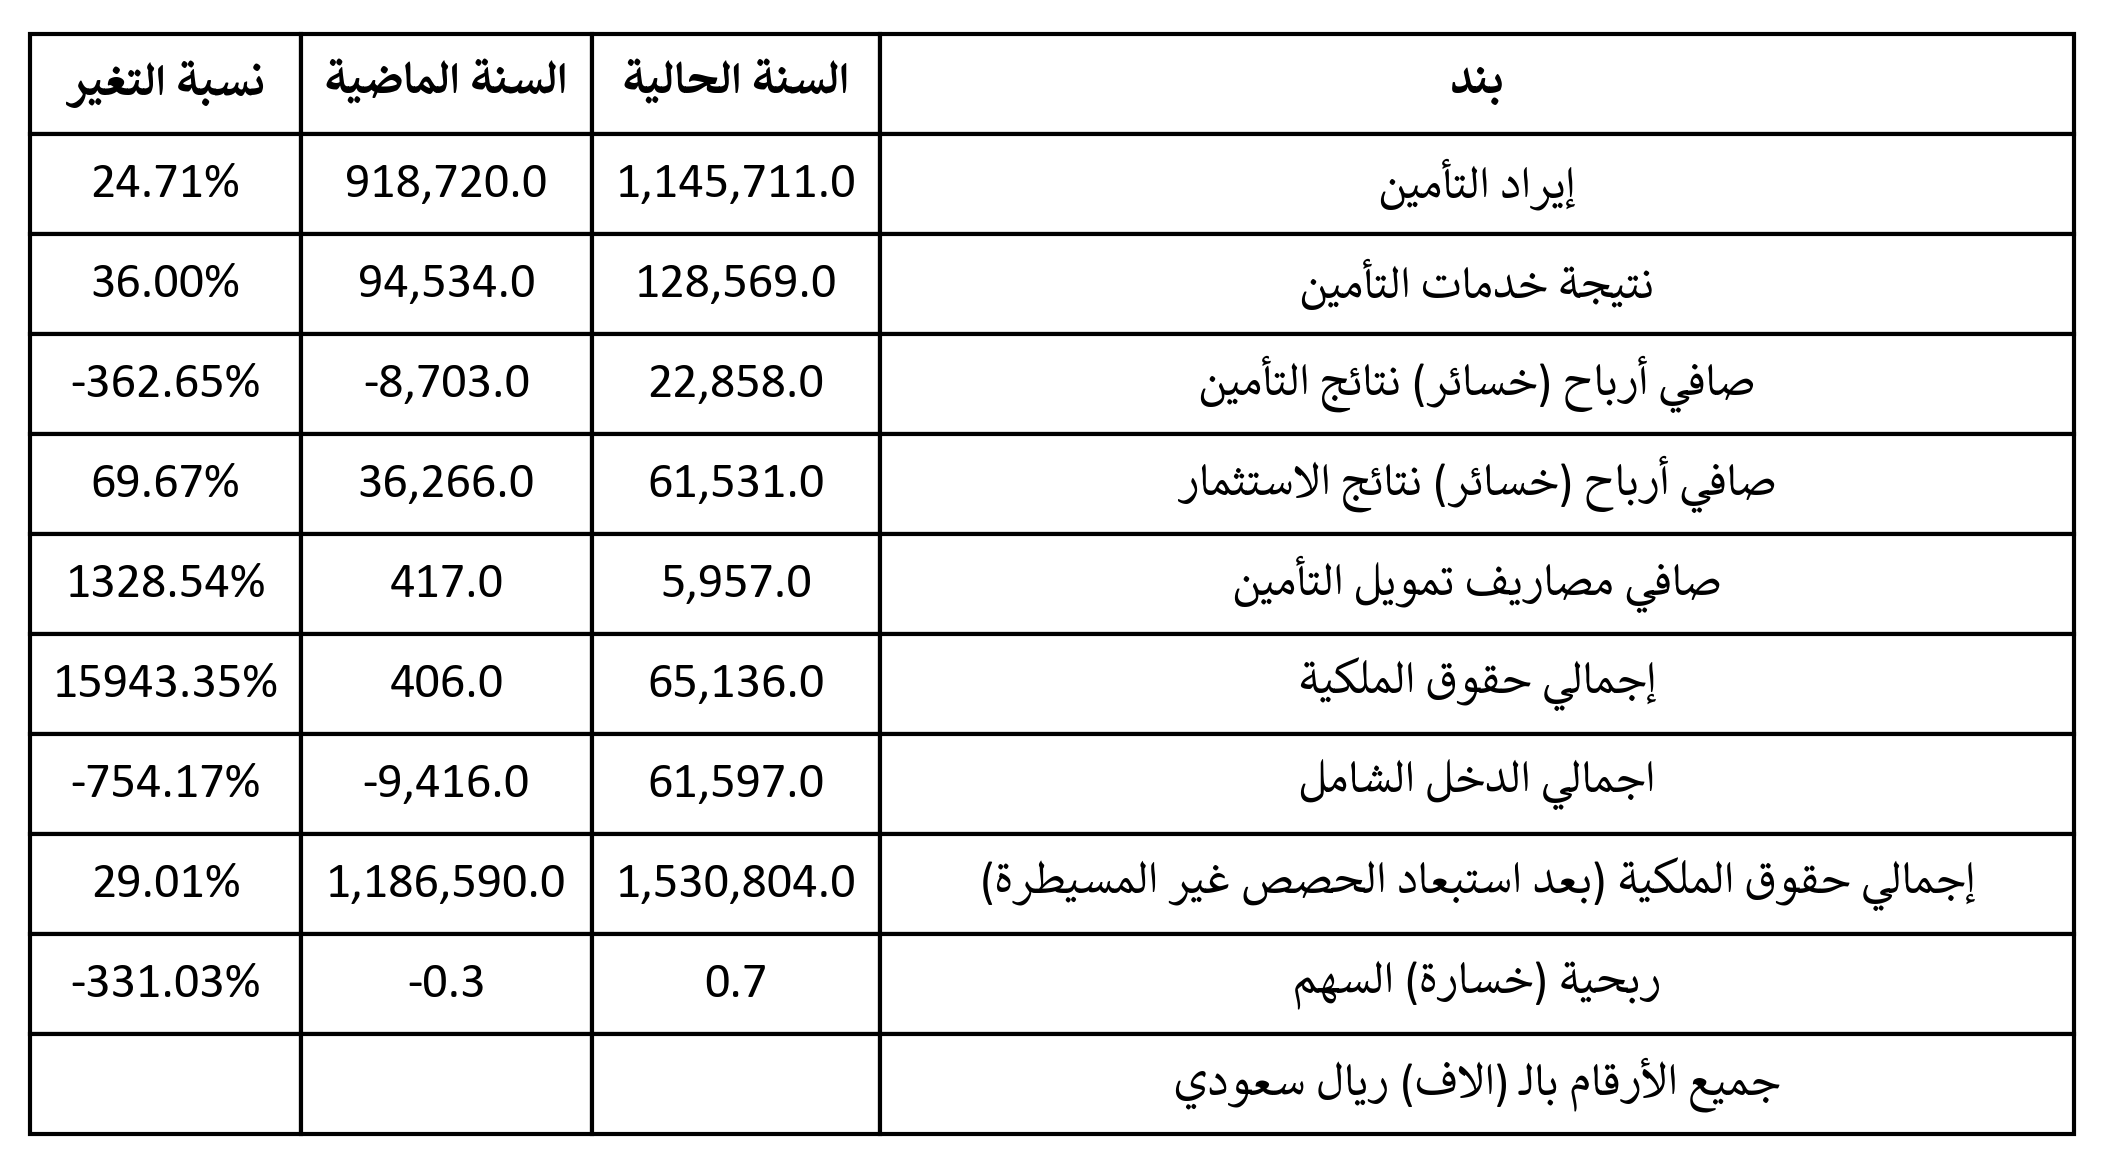 بند السنة الحالية السنة الماضية نسبة التغير
إيراد التأمين 1,145,711.0 918,720.0 24.71%
نتيجة خدمات التأمين 128,569.0 94,534.0 36.00%
صافي أرباح (خسائر) نتائج التأمين 22,858.0 -8,703.0 -362.65%
صافي أرباح (خسائر) نتائج الاستثمار 61,531.0 36,266.0 69.67%
صافي مصاريف تمويل التأمين 5,957.0 417.0 1328.54%
إجمالي حقوق الملكية 65,136.0 406.0 15943.35%
اجمالي الدخل الشامل 61,597.0 -9,416.0 -754.17%
إجمالي حقوق الملكية (بعد استبعاد الحصص غير المسيطرة) 1,530,804.0 1,186,590.0 29.01%
ربحية (خسارة) السهم 0.7 -0.3 -331.03%
جميع الأرقام بالـ (الاف) ريال سعودي